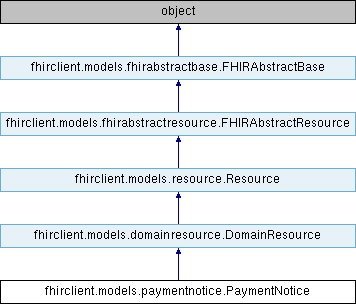 object
fhirclient.models.fhirabstractbase.FHIRAbstractBase
fhirclient.models.fhirabstractresource.FHIRAbstractResource
fhirclient.models.resource.Resource
fhirclient.models.domainresource.DomainResource
fhirclient.models.paymentnotice.PaymentNotice